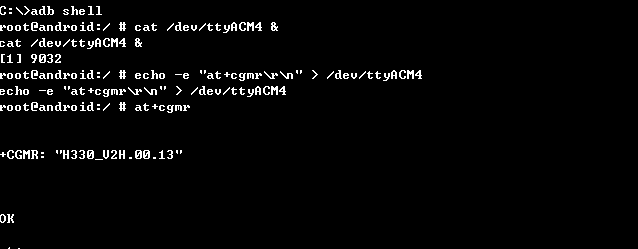 C:\>adb shell
root@android:/ # cat /dev/ttyACM4 &
cat /dev/ttyACM4 &
[1] 9032
root@android:/ # echo -e "at+cgmr\r\n" > /dev/ttyACM4
echo -e "at+cgmr\r\n" > /dev/ttyACM4
root@android:/ # at+cgmr
+CGMR: "H330_V2H.00.13"
OK